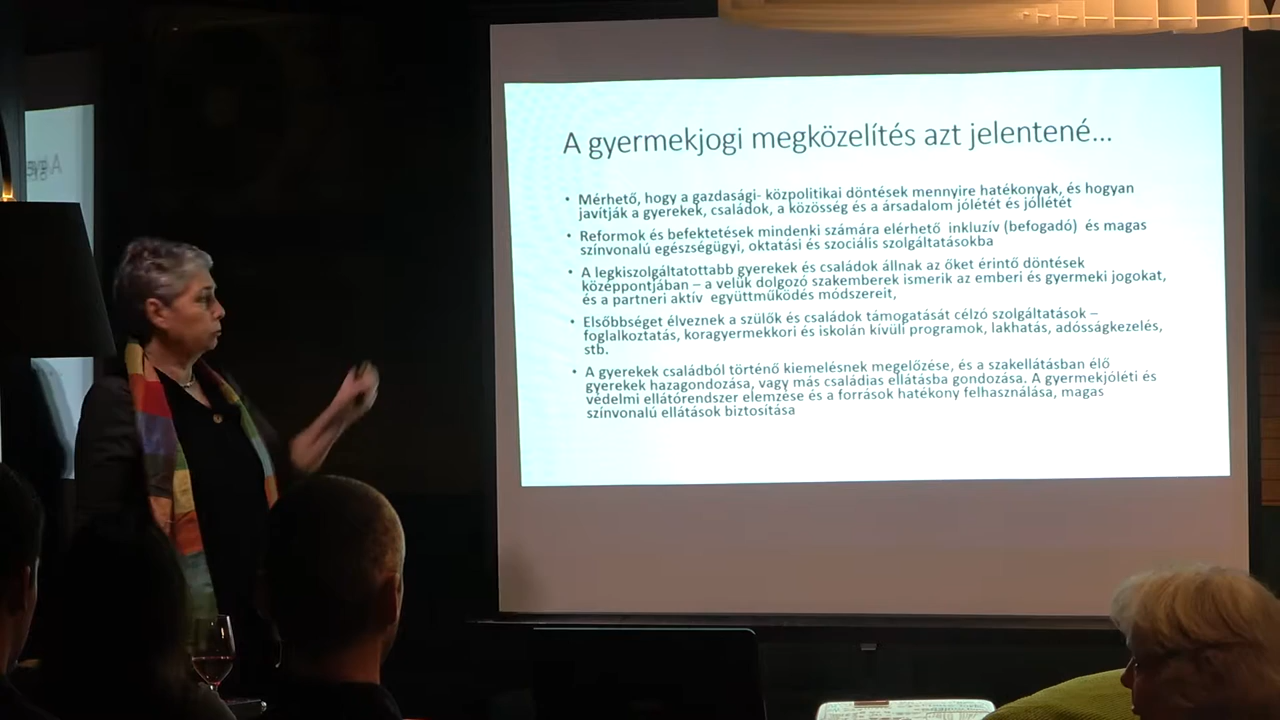 A gyermekjogi megközelítés azt jelentené...
• Mérhető, hogy a gazdasági- közpolitikai döntések mennyire hatékonyak, és hogyan
javítják a gyerekek, családok, a közösség és a ársadalom jólétét és jóllétét
• Reformok és befektetések mindenki számára elérhető inkluzív (befogadó) és magas
színvonalú egészségügyi, oktatási és szociális szolgáltatásokba
• A legkiszolgáltatottabb gyerekek és családok állnak az őket érintő döntések
középpontjában – a velük dolgozó szakemberek ismerik az emberi és gyermeki jogokat,
és a partneri aktív együttműködés módszereit,
• Elsőbbséget élveznek a szülők és családok támogatását célzó szolgáltatások –
foglalkoztatás, koragyermekkori és iskolán kívüli programok, lakhatás, adósságkezelés,
stb.
• A gyerekek családból történő kiemelésnek megelőzése, és a szakellátásban élő
gyerekek hazagondozása, vagy más családias ellátásba gondozása. A gyermekjóléti és
védelmi ellátórendszer elemzése és a források hatékony felhasználása, magas
színvonalú ellátások biztosítása